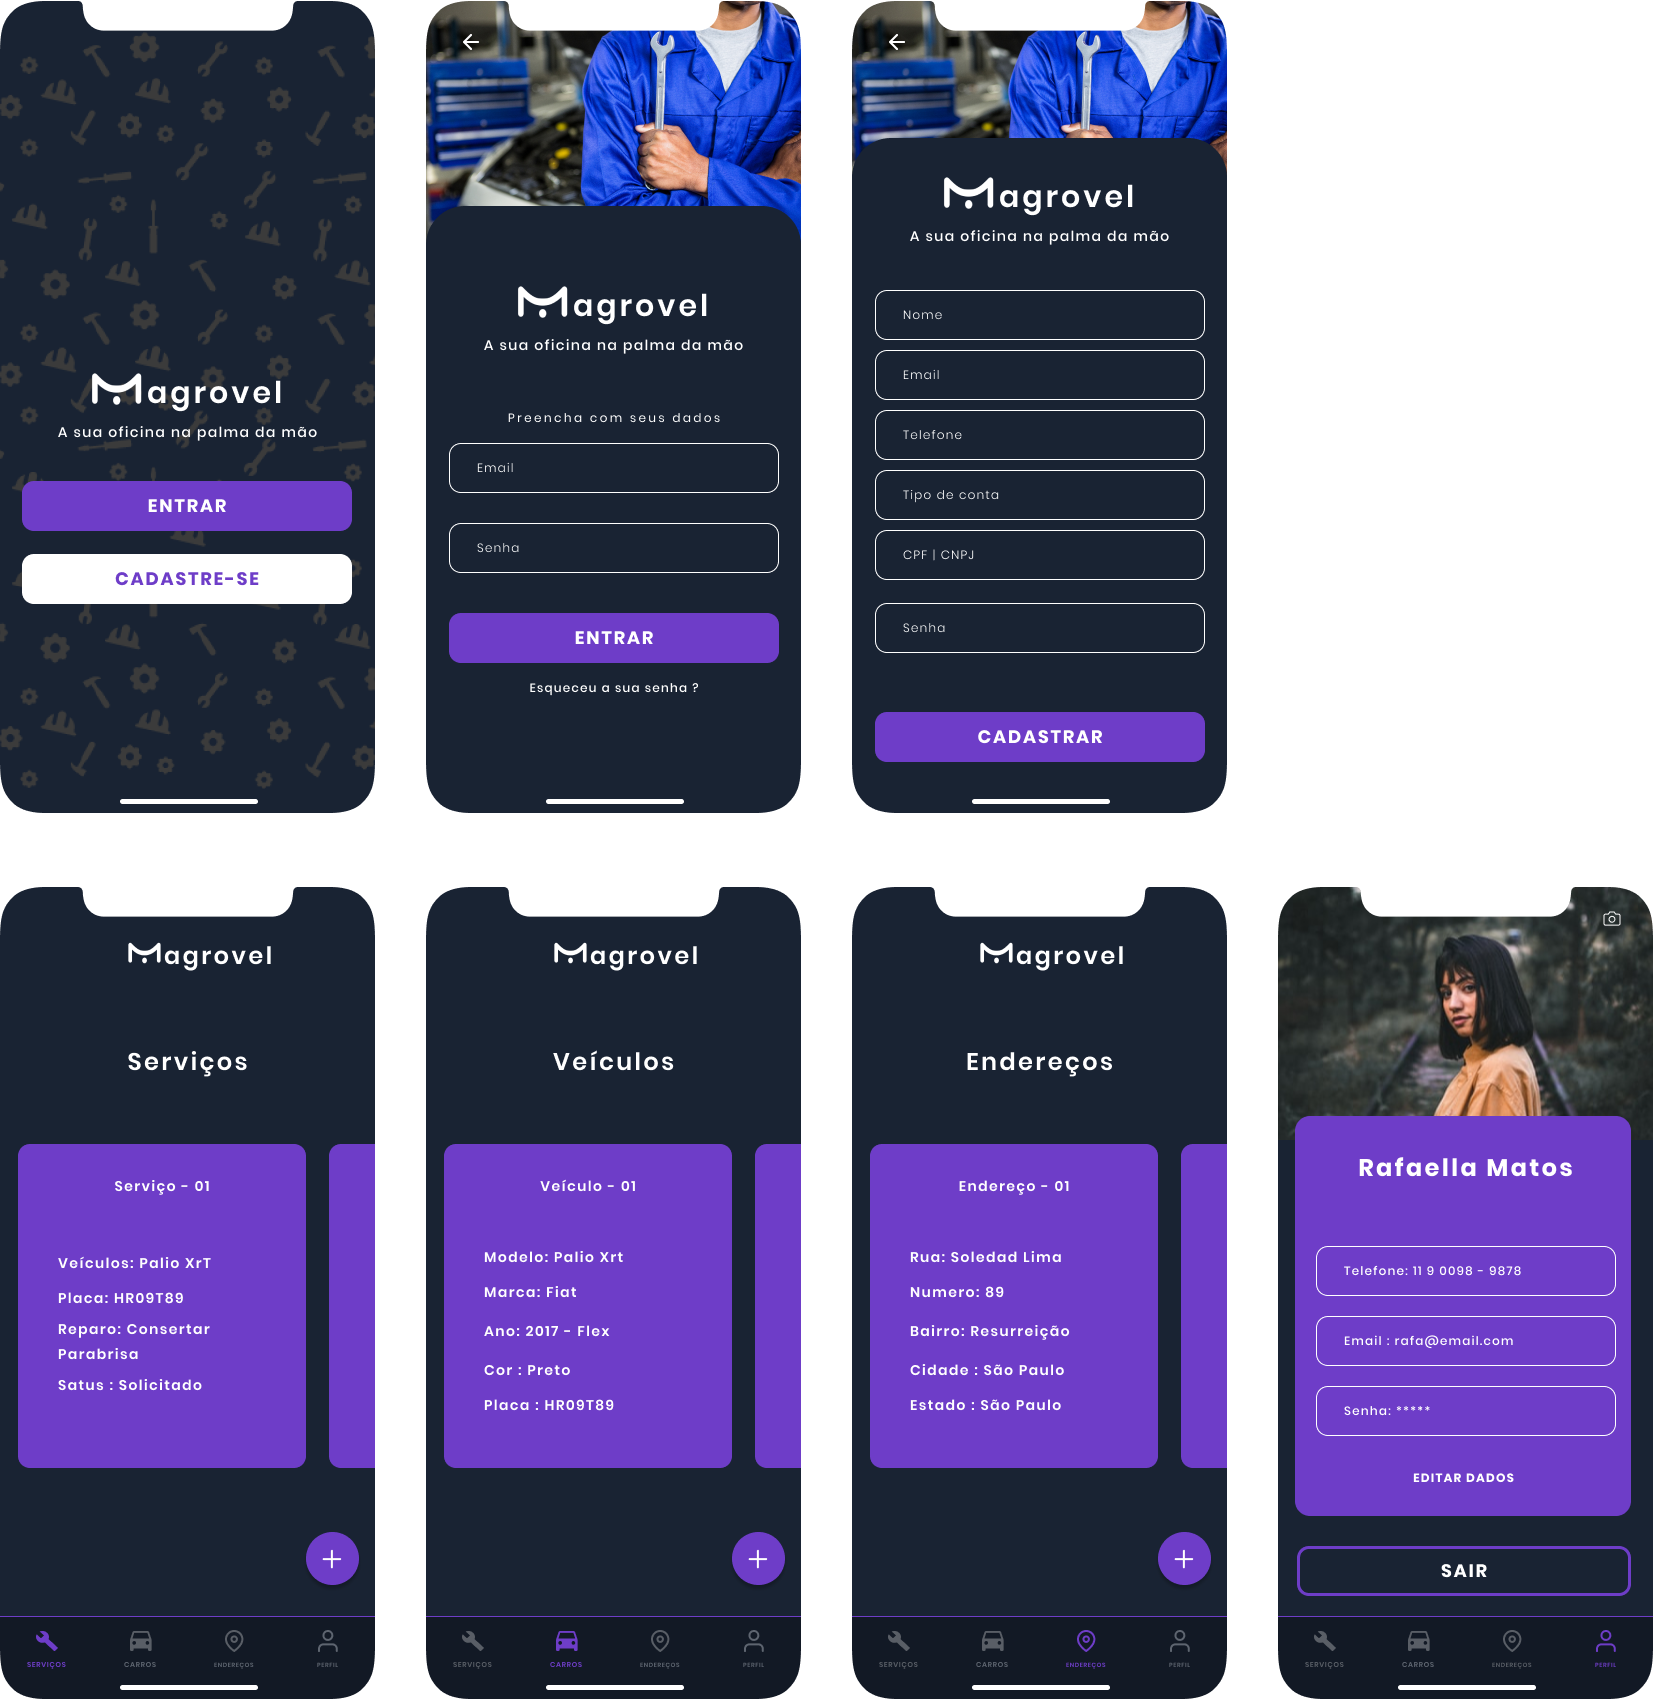 Magrovel
A sua oficina na palma da mão
ENTRAR
CADASTRE-SE
Magrovel
A sua oficina na palma da mão
Preencha com seus dados
Email
Senha
ENTRAR
Esqueceu a sua senha ?
Magrovel
A sua oficina na palma da mão
Nome
Email
Telefone
Tipo de conta
CPF | CNPJ
Senha
CADASTRAR
Magrovel
Serviços
Serviço - 01
Veículos: Palio XrT
Placa: HR09T89
Reparo: Consertar
Parabrisa
Satus : Solicitado
SERVIÇOS
CARROS
ENDEREÇOS
PERFIL
Magrovel
Veículos
Veículo - 01
Modelo: Palio Xrt
Marca: Fiat
Ano: 2017 - Flex
Cor : Preto
Placa : HR09T89
SERVIÇOS
CARROS
ENDEREÇOS
PERFIL
Magrovel
Endereços
Endereço - 01
Rua: Soledad Lima
Numero: 89
Bairro: Resurreição
Cidade : São Paulo
Estado : São Paulo
SERVIÇOS
CARROS
ENDEREÇOS
PERFIL
Rafaella Matos
Telefone: 11 9 0098 - 9878
Email : rafa@email.com
Senha: *****
EDITAR DADOS
SAIR
SERVIÇOS
CARROS
ENDEREÇOS
PERFIL